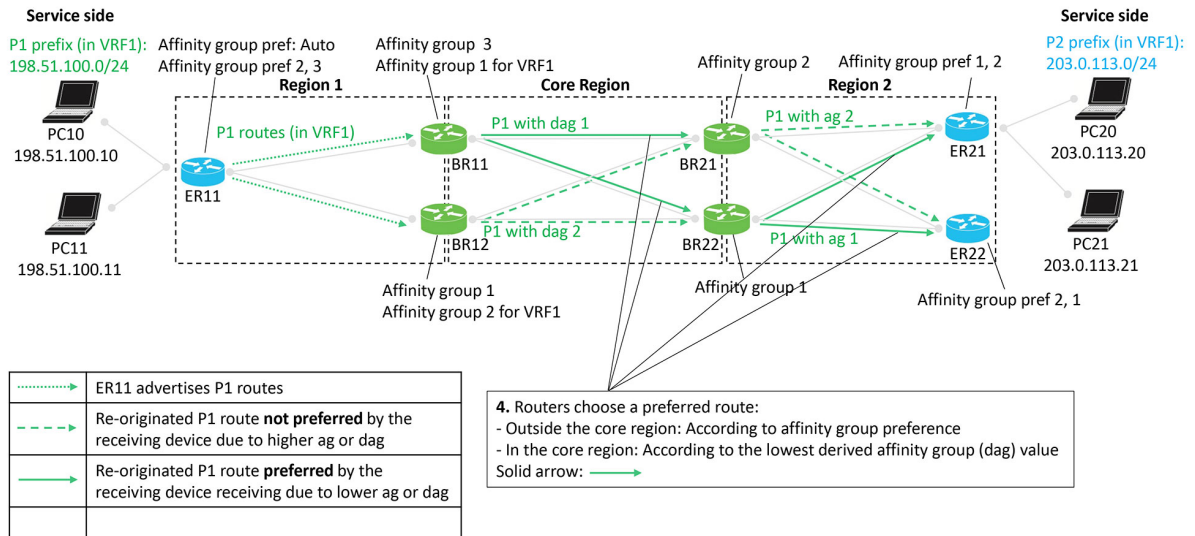 Service side
P1 prefix (in VRF1):
198.51.100.0/24
PC10
198.51.100.10
PC11
198.51.100.11
Affinity group pref: Auto
Affinity group pref 2, 3
Region 1
P1 routes (in VRF1)
ER11
Affinity group  3
Affinity group 1 for VRF1
BR11
BR12
Affinity group 1
Affinity group 2 for VRF1
Core Region
P1 with dag 1
P1 with dag 2
Affinity group 2
BR21
BR22
Affinity group 1
Region 2
P1 with ag 2
P1 with ag 1
Affinity group pref 1, 2
ER21
ER22
Affinity group pref 2, 1
Service side
P2 prefix (in VRF1):
203.0.113.0/24
PC20
203.0.113.20
PC21
203.0.113.21
ER11 advertises P1 routes
Re-originated P1 route not preferred by the
receiving device due to higher ag or dag
Re-originated P1 route preferred by the
receiving device receiving due to lower ag or dag
4. Routers choose a preferred route:
- Outside the core region: According to affinity group preference
- In the core region: According to the lowest derived affinity group (dag) value
Solid arrow: